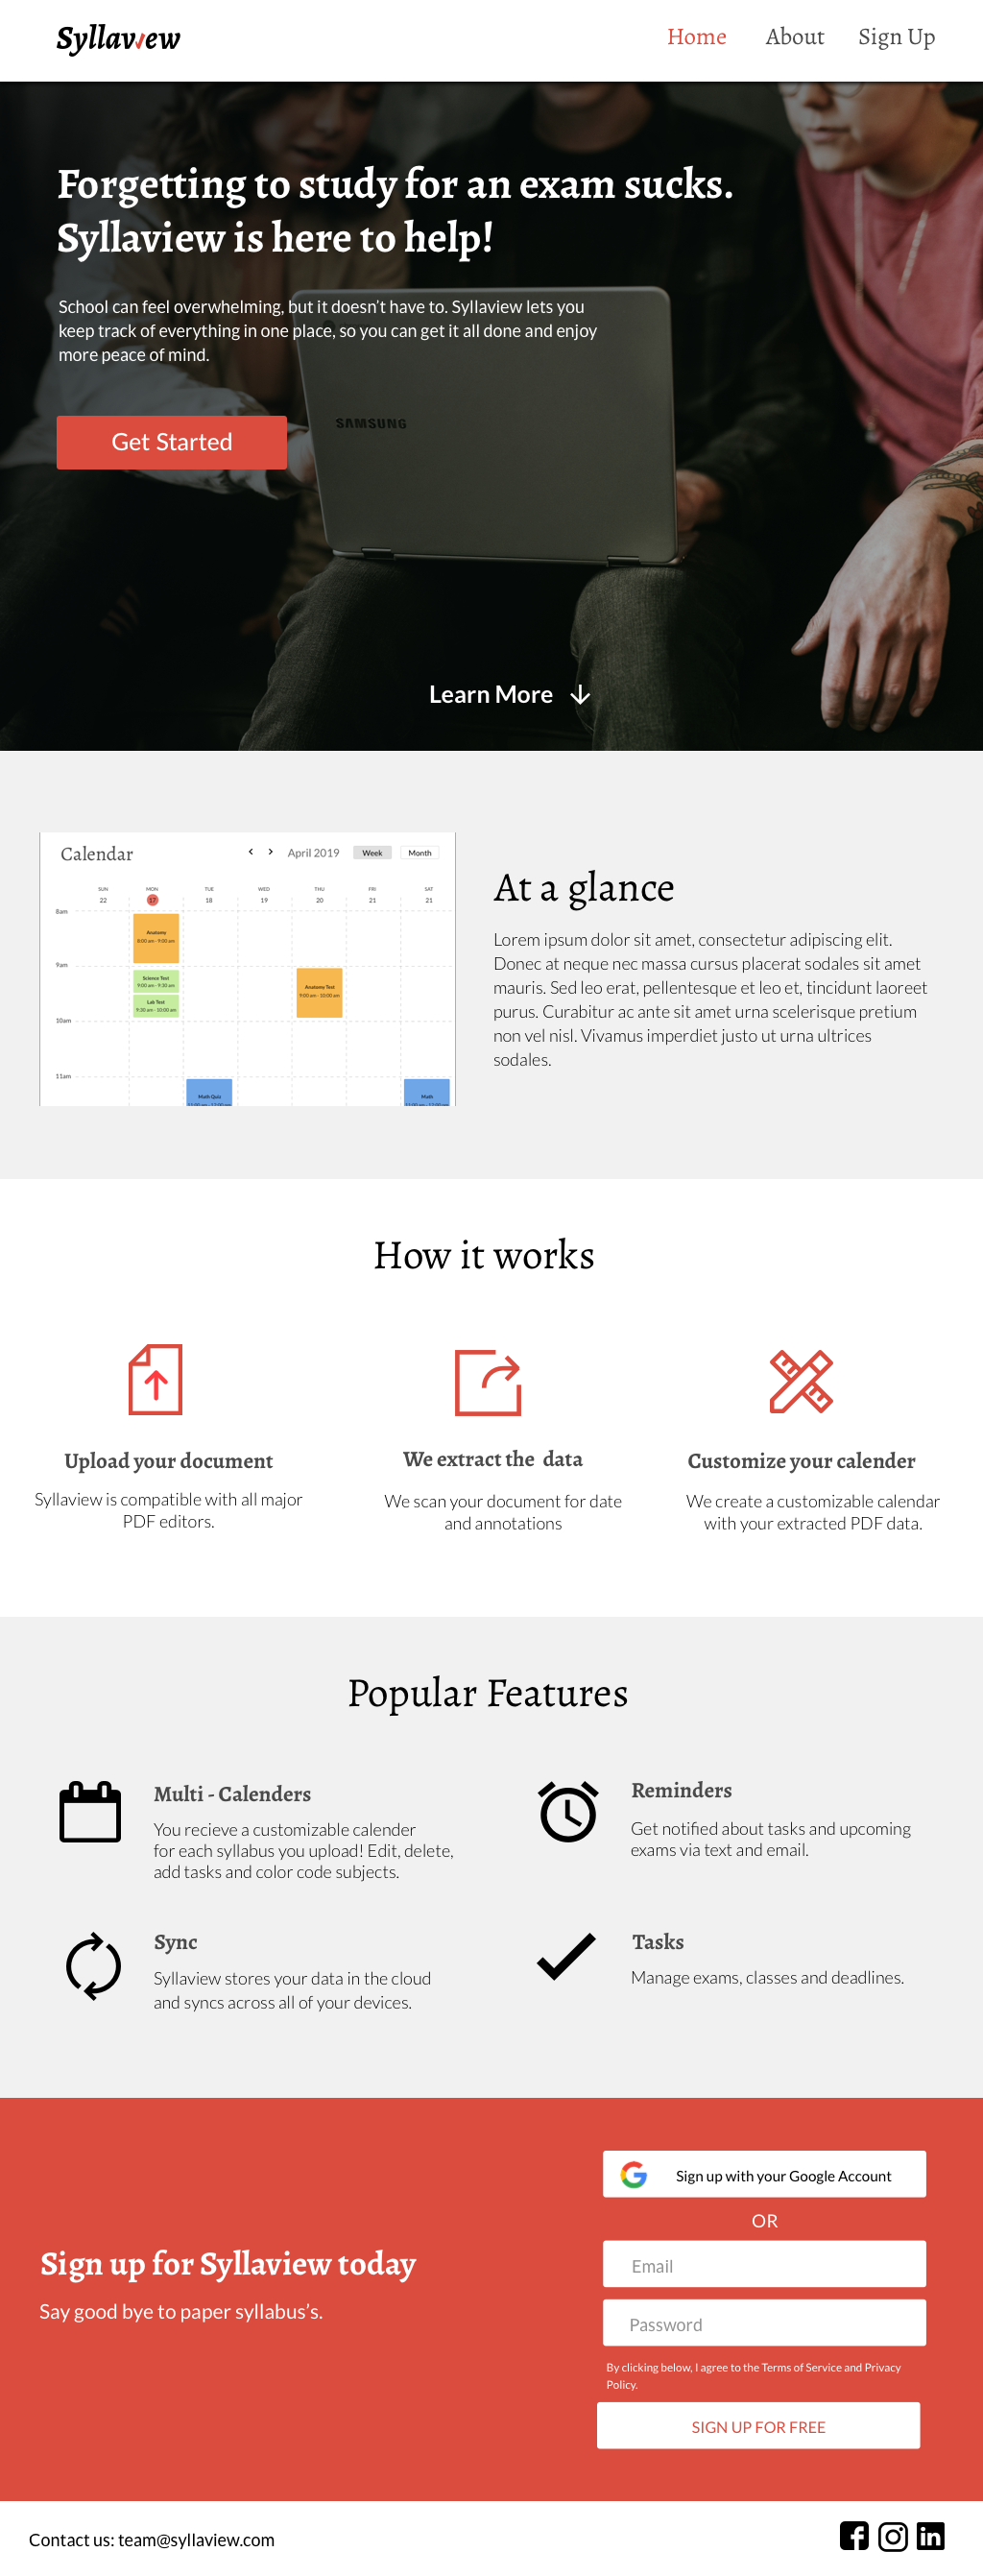 Syllaview
Home About Sign Up
Forgetting to study for an exam sucks.
Syllaview is here to help!
School can feel overwhelming, but it doesn't have to. Syllaview lets you
keep track of everything in one place, so you can get it all done and enjoy
more peace of mind.
SAMSUNG
Get Started
Learn More
Calendar
April 2019 Week Month
SUN MON TUE WED THU FRI SAT
22 17 18 19 20 21 21
8am
Anatomy
8:00 am - 9:00 am
9am
Science Test
9:00 am - 9:30 am
Lab Test
9:30 am - 10:00 am
Anatomy Test
9:00 am - 10:00 am
10am
11am
Math Quiz
11:00 am - 12:00 am
Math
11:00 am - 12:00 am
At a glance
Lorem ipsum dolor sit amet, consectetur adipiscing elit.
Donec at neque nec massa cursus placerat sodales sit amet
mauris. Sed leo erat, pellentesque et leo et, tincidunt laoreet
purus. Curabitur ac ante sit amet urna scelerisque pretium
non vel nisl. Vivamus imperdiet justo ut urna ultrices
sodales.
How it works
Upload your document
Syllaview is compatible with all major
PDF editors.
We extract the data
We scan your document for date
and annotations
Customize your calender
We create a customizable calendar
with your extracted PDF data.
Popular Features
Multi - Calenders
You recieve a customizable calender
for each syllabus you upload! Edit, delete,
add tasks and color code subjects.
Reminders
Get notified about tasks and upcoming
exams via text and email.
Sync
Syllaview stores your data in the cloud
and syncs across all of your devices.
Tasks
Manage exams, classes and deadlines.
Sign up for Syllaview today
Say good bye to paper syllabus's.
Sign up with your Google Account
OR
Email
Password
By clicking below, I agree to the Terms of Service and Privacy
Policy.
SIGN UP FOR FREE
Contact us: team@syllaview.com